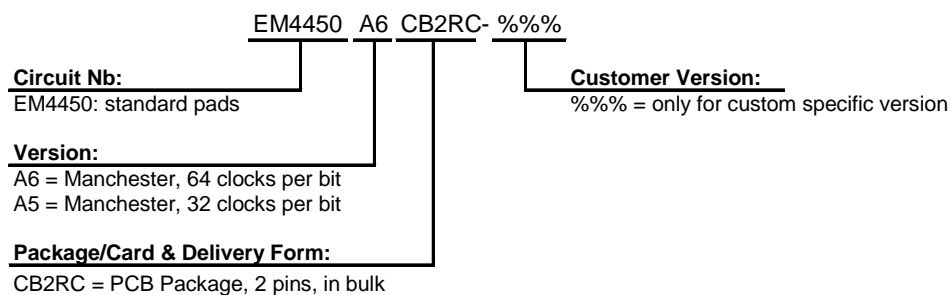 EM4450 A6 CB2RC- %%%
Circuit Nb:
EM4450: standard pads
Customer Version:
%%% = only for custom specific version
Version:
A6 = Manchester, 64 clocks per bit
A5 = Manchester, 32 clocks per bit
Package/Card & Delivery Form:
CB2RC = PCB Package, 2 pins, in bulk